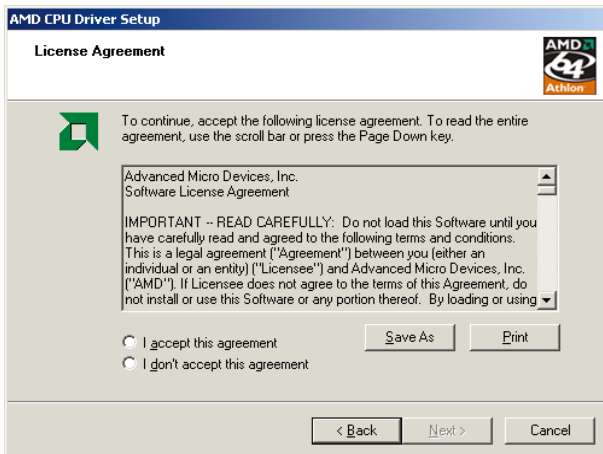 AMD CPU Driver Setup
License Agreement
AMD
64
Athlon
To continue, accept the following license agreement. To read the entire
agreement, use the scroll bar or press the Page Down key.
Advanced Micro Devices, Inc.
Software License Agreement
IMPORTANT -- READ CAREFULLY:  Do not load this Software until you
have carefully read and agreed to the following terms and conditions.
This is a legal agreement ("Agreement") between you (either an
individual or an entity) ("Licensee") and Advanced Micro Devices, Inc.
("AMD"). If Licensee does not agree to the terms of this Agreement, do
not install or use this Software or any portion thereof.  By loading or using
I accept this agreement
I don't accept this agreement
Save As
Print
< Back
Next >
Cancel